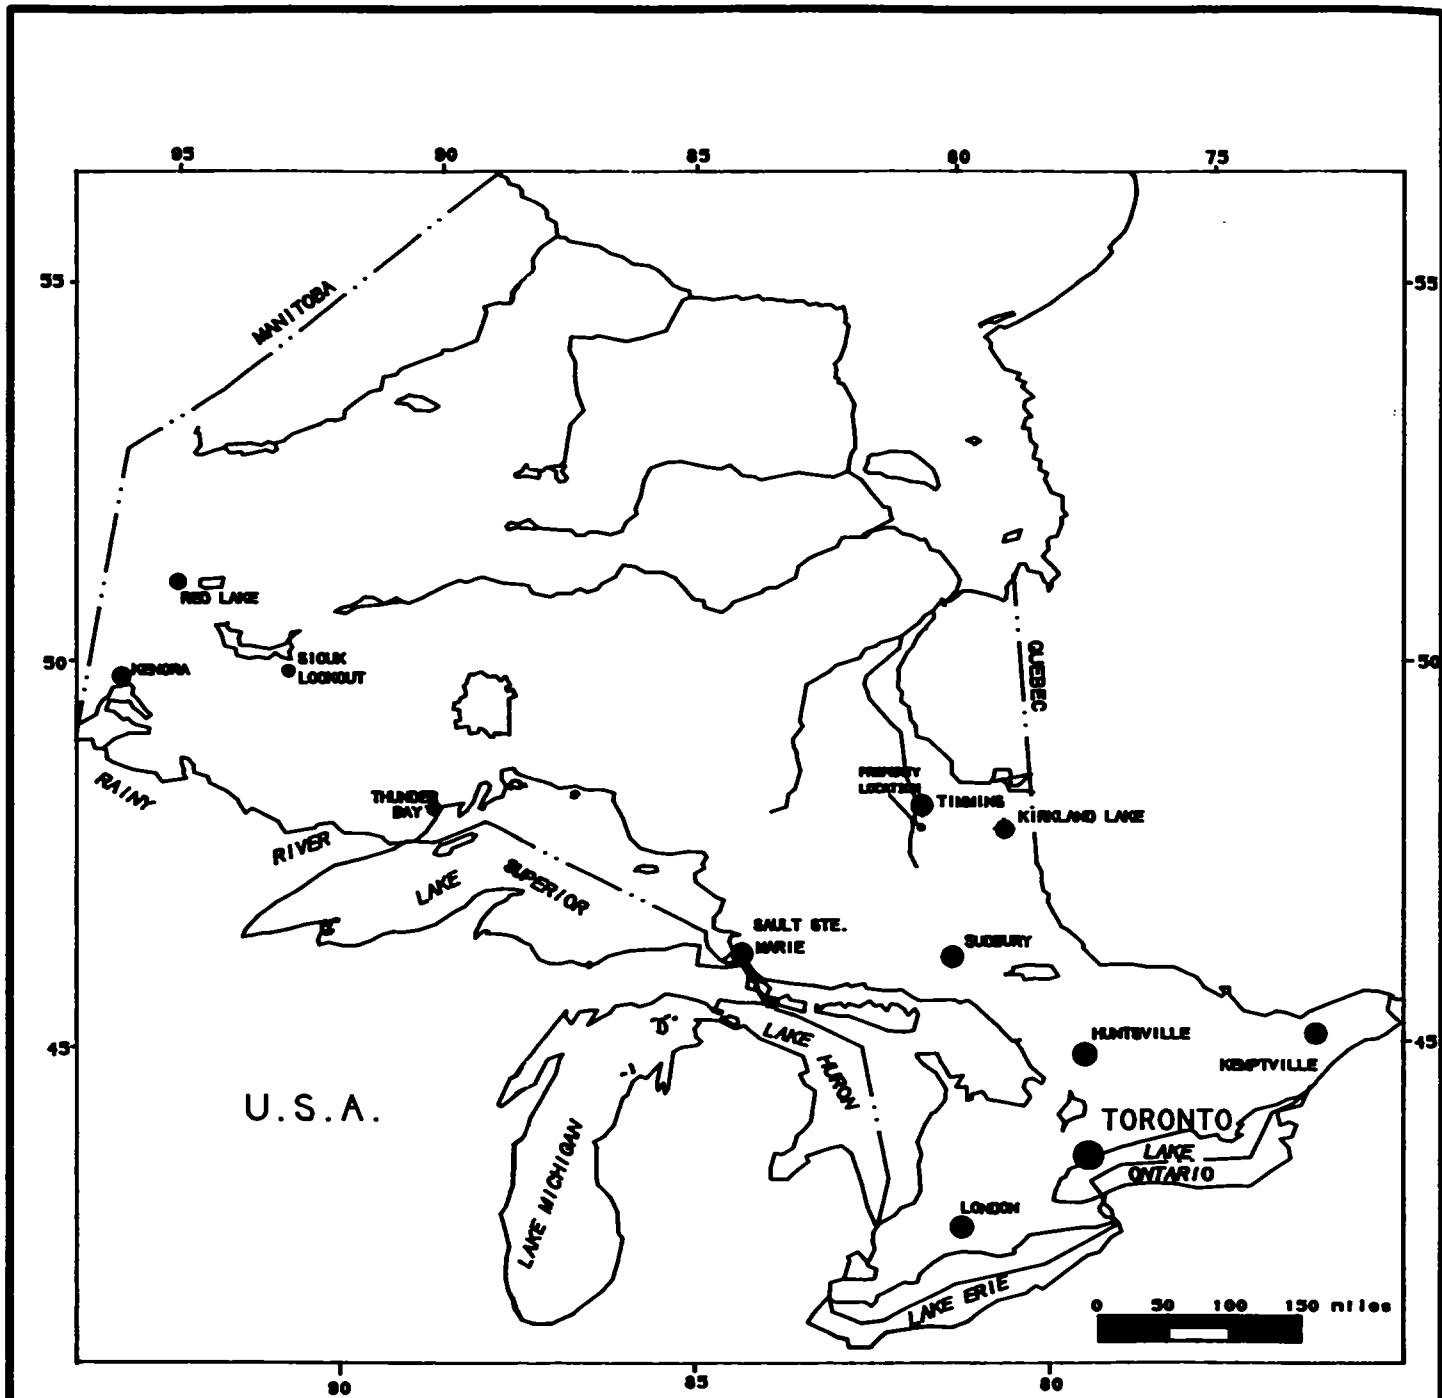 95 90 85 80 75
55
55
MANITOBA
RED LAKE
50
KENORA
SIOUX
LOOKOUT
QUEBEC
50
RAINY
RIVER
THUNDER
BAY
PROPERTY
LOCATION
TIMMINS
KIRKLAND LAKE
LAKE
SUPERIOR
SAULT STE.
MARIE
SUDBURY
45
LAKE
HURON
HUNTSVILLE
KEMPTVILLE
45
U.S.A.
LAKE MICHIGAN
TORONTO
LAKE
ONTARIO
LONDON
LAKE ERIE
0 50 100 150 miles
90 85 80